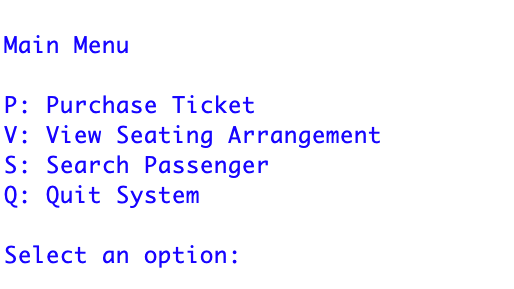 Main Menu
P: Purchase Ticket
V: View Seating Arrangement
S: Search Passenger
Q: Quit System
Select an option: